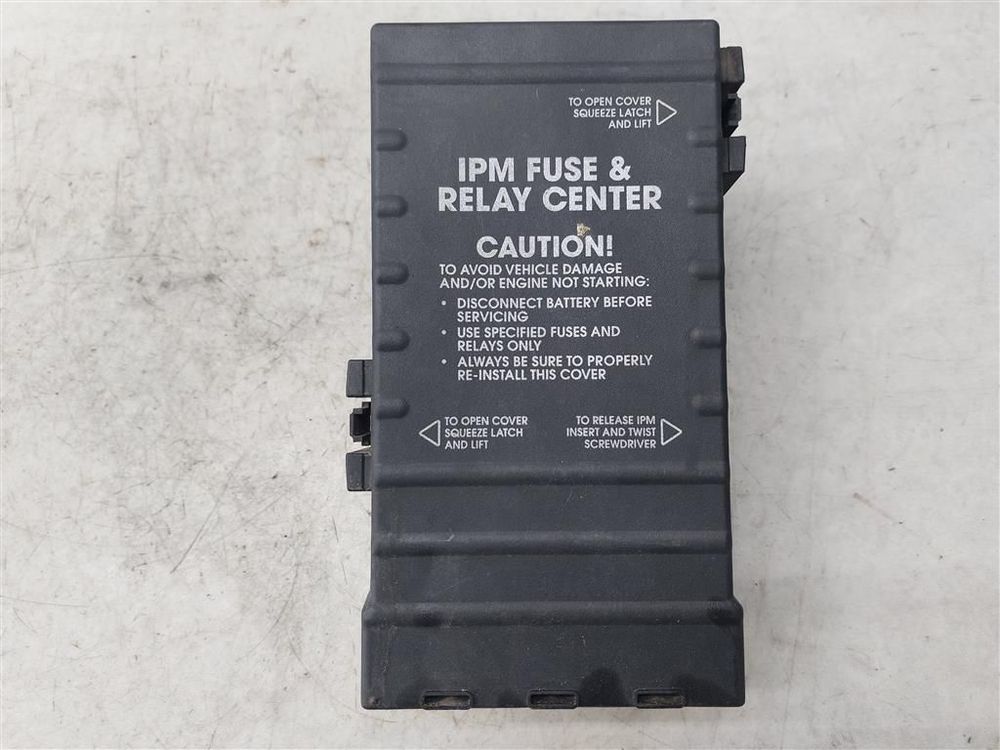 TO OPEN COVER
SQUEEZE LATCH
AND LIFT
IPM FUSE &
RELAY CENTER
CAUTION!
TO AVOID VEHICLE DAMAGE
AND/OR ENGINE NOT STARTING:
• DISCONNECT BATTERY BEFORE
SERVICING
• USE SPECIFIED FUSES AND
RELAYS ONLY
• ALWAYS BE SURE TO PROPERLY
RE-INSTALL THIS COVER
TO OPEN COVER
SQUEEZE LATCH
AND LIFT
TO RELEASE IPM
INSERT AND TWIST
SCREWDRIVER